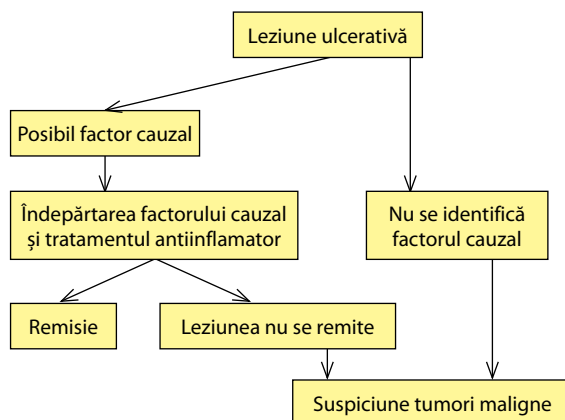 Leziune ulcerativă
Posibil factor cauzal
Îndepărtarea factorului cauzal
și tratamentul antiinflamator
Nu se identifică
factorul cauzal
Remisie
Leziunea nu se remite
Suspiciune tumori maligne